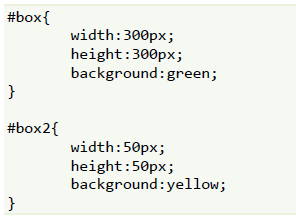 #box{
width:300px;
height:300px;
background:green;
}
#box2{
width:50px;
height:50px;
background:yellow;
}